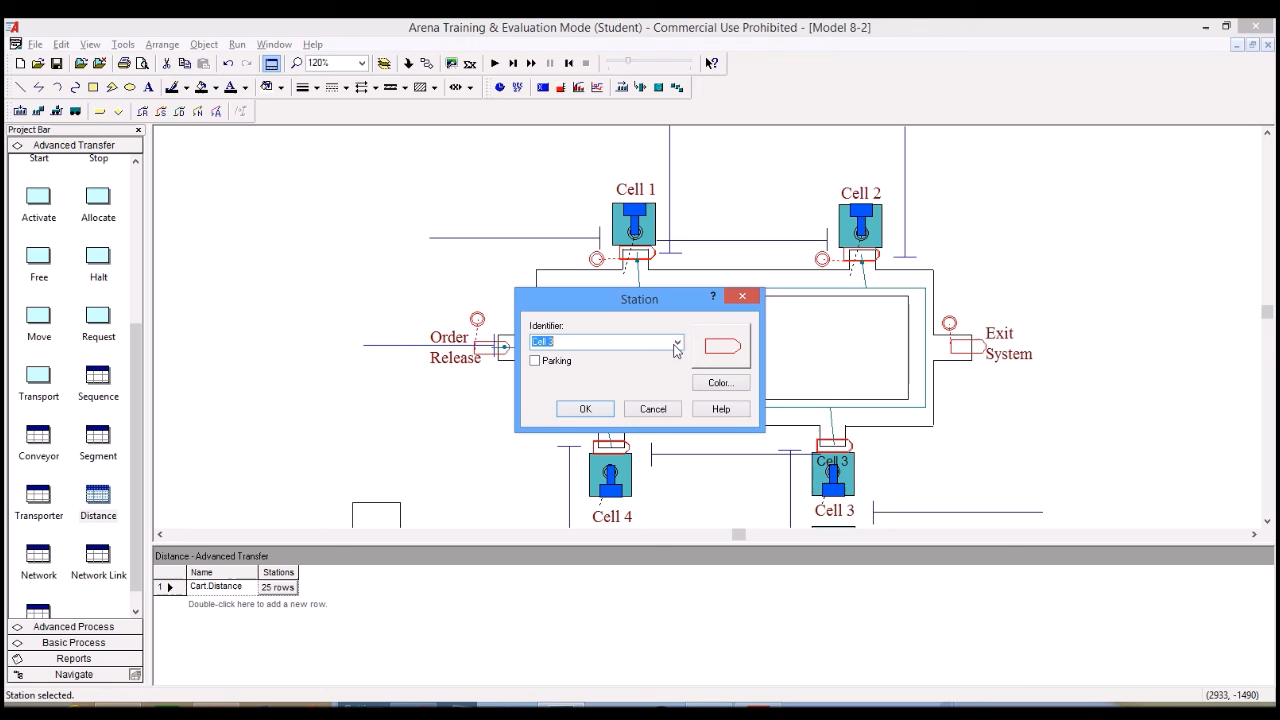 Arena Training & Evaluation Mode (Student) - Commercial Use Prohibited - [Model 8-2]
File Edit View Tools Arrange Object Run Window Help
120%
Project Bar
Advanced Transfer
Start Stop
Activate Allocate
Free Halt
Move Request
Transport Sequence
Conveyor Segment
Transporter Distance
Network Network Link
Advanced Process
Basic Process
Reports
Navigate
Cell 1
Cell 2
Order
Release
Exit
System
Station
Identifier:
Cell 3
Parking
Color...
OK Cancel Help
Cell 3
Cell 4
Cell 3
Distance - Advanced Transfer
Name Stations
1 Cart.Distance 25 rows
Double-click here to add a new row.
Station selected.
(2933, -1490)